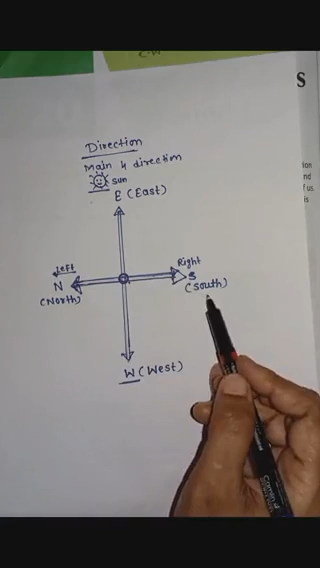 S
Direction
main 4 direction
sun
E (East)
Left
Right
N
S
(North)
(South)
W (West)